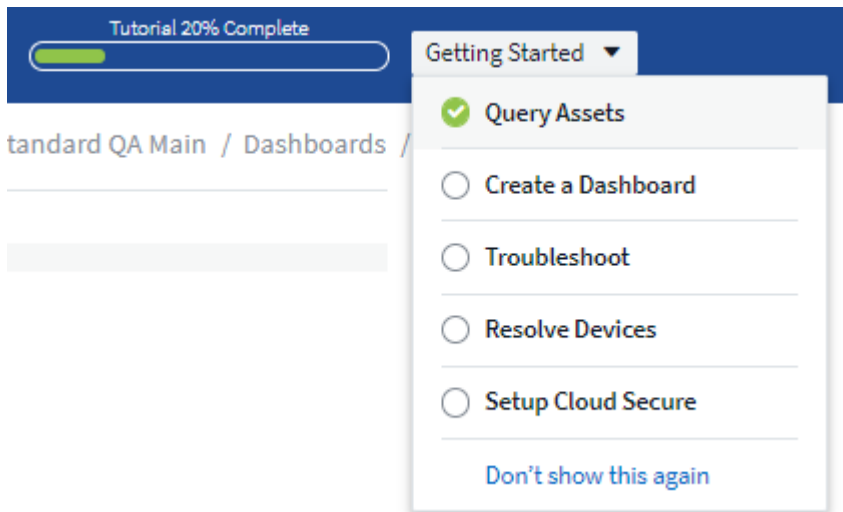 Tutorial 20% Complete
Getting Started
Query Assets
tandard QA Main / Dashboards /
Create a Dashboard
Troubleshoot
Resolve Devices
Setup Cloud Secure
Don't show this again